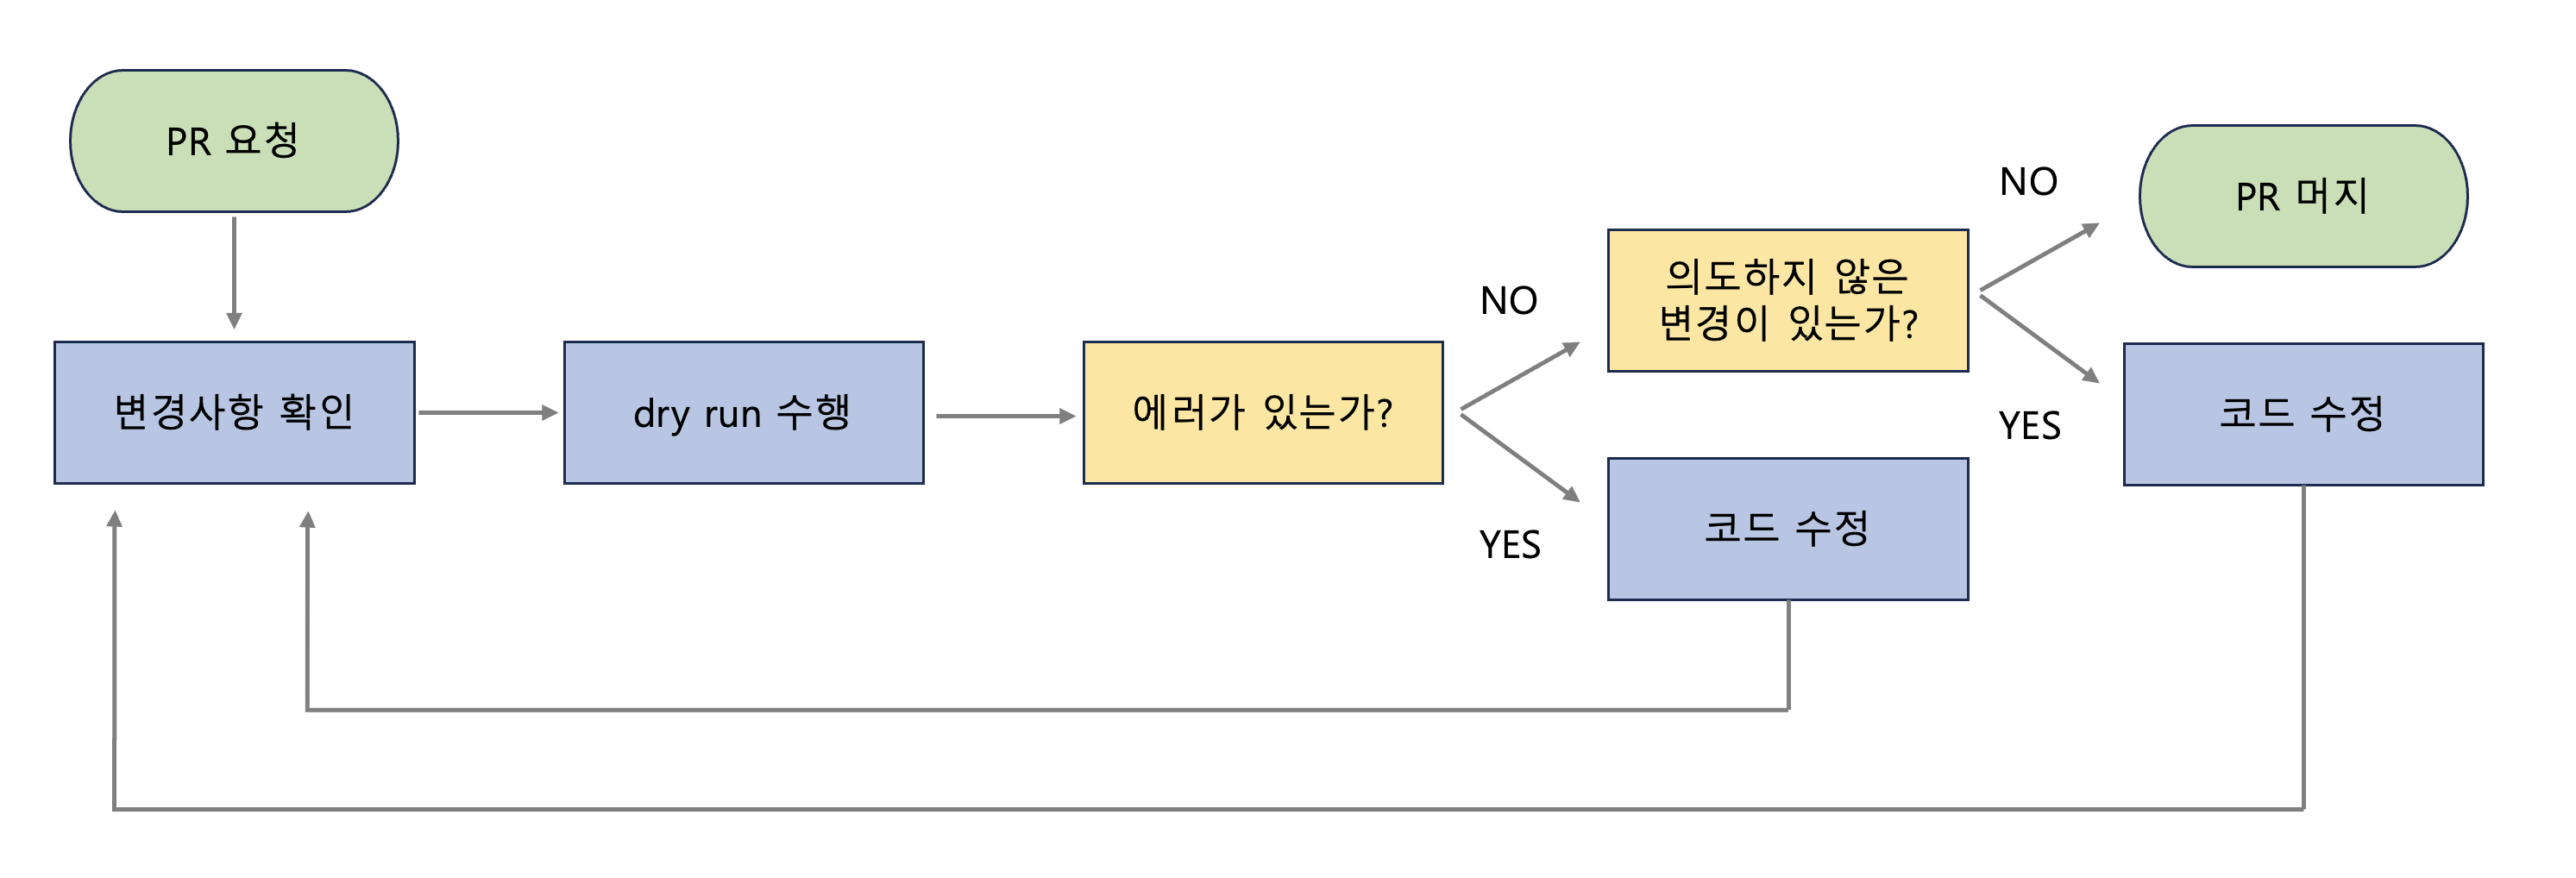 PR 요청
변경사항 확인
dry run 수행
에러가 있는가?
NO
YES
의도하지 않은
변경이 있는가?
코드 수정
NO
YES
PR 머지
코드 수정